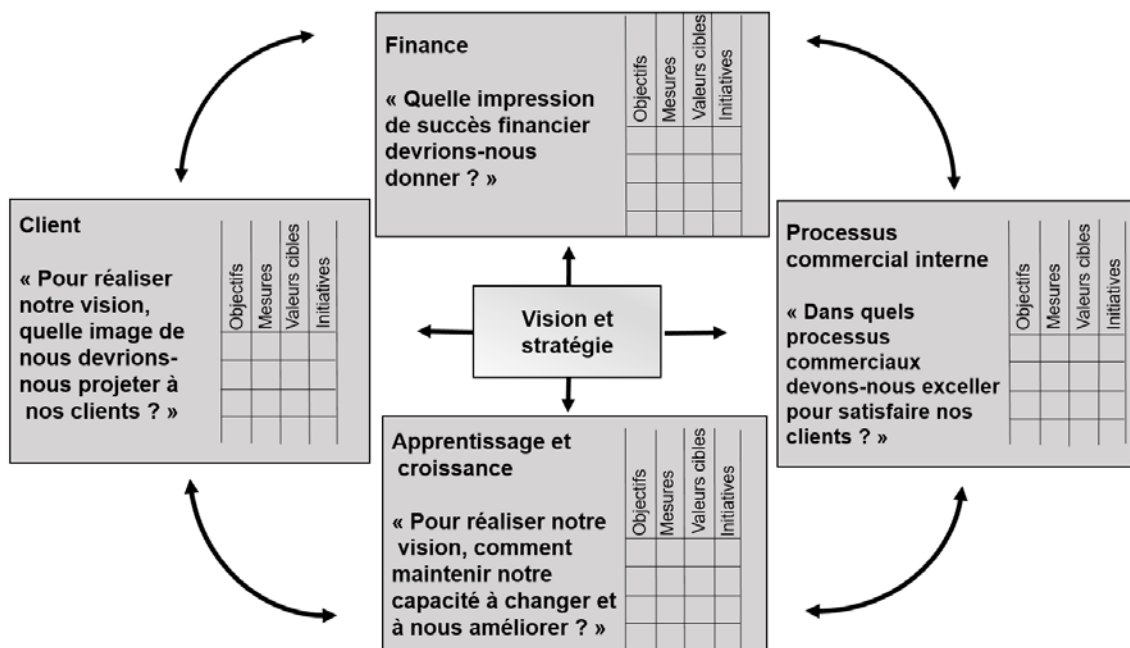 Finance
« Quelle impression
de succès financier
devrions-nous
donner ? »
Objectifs
Mesures
Valeurs cibles
Initiatives
Client
« Pour réaliser
notre vision,
quelle image de
nous devrions-
nous projeter à
nos clients ? »
Objectifs
Mesures
Valeurs cibles
Initiatives
Vision et
stratégie
Processus
commercial interne
« Dans quels
processus
commerciaux
devons-nous exceller
pour satisfaire nos
clients ? »
Objectifs
Mesures
Valeurs cibles
Initiatives
Apprentissage et
croissance
« Pour réaliser notre
vision, comment
maintenir notre
capacité à changer et
à nous améliorer ? »
Objectifs
Mesures
Valeurs cibles
Initiatives